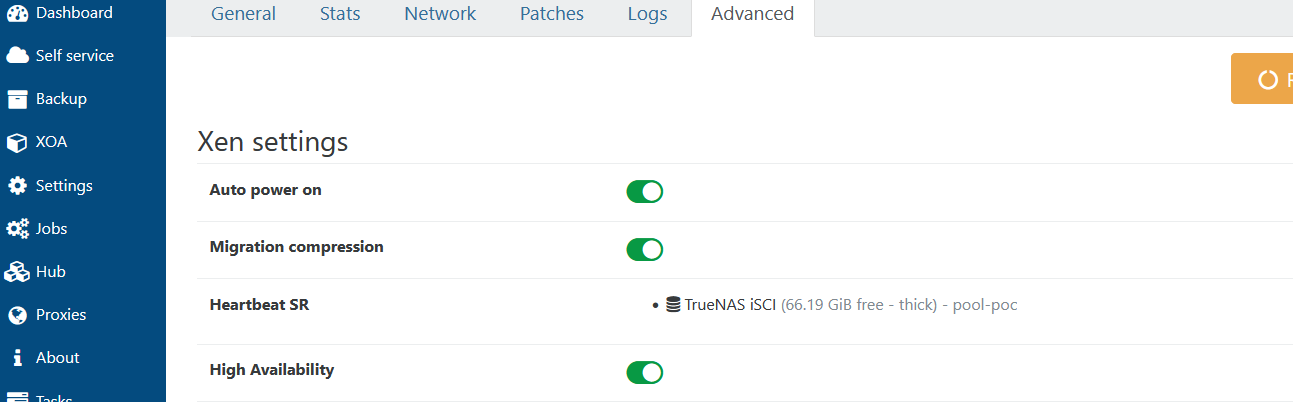 Dashboard
Self service
Backup
XOA
Settings
Jobs
Hub
Proxies
About
Tasks
General
Stats
Network
Patches
Logs
Advanced
Xen settings
Auto power on
Migration compression
Heartbeat SR
TrueNAS iSCI (66.19 GiB free - thick) - pool-poc
High Availability